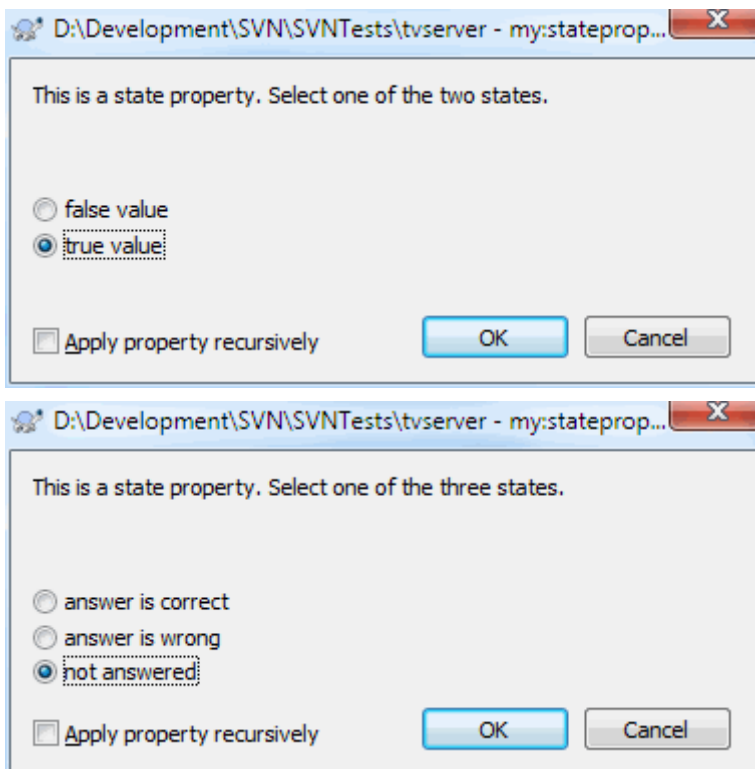 D:\Development\SVN\SVNTests\tvserver - my:stateprop...
This is a state property. Select one of the two states.
false value
true value
Apply property recursively OK Cancel
D:\Development\SVN\SVNTests\tvserver - my:stateprop...
This is a state property. Select one of the three states.
answer is correct
answer is wrong
not answered
Apply property recursively OK Cancel